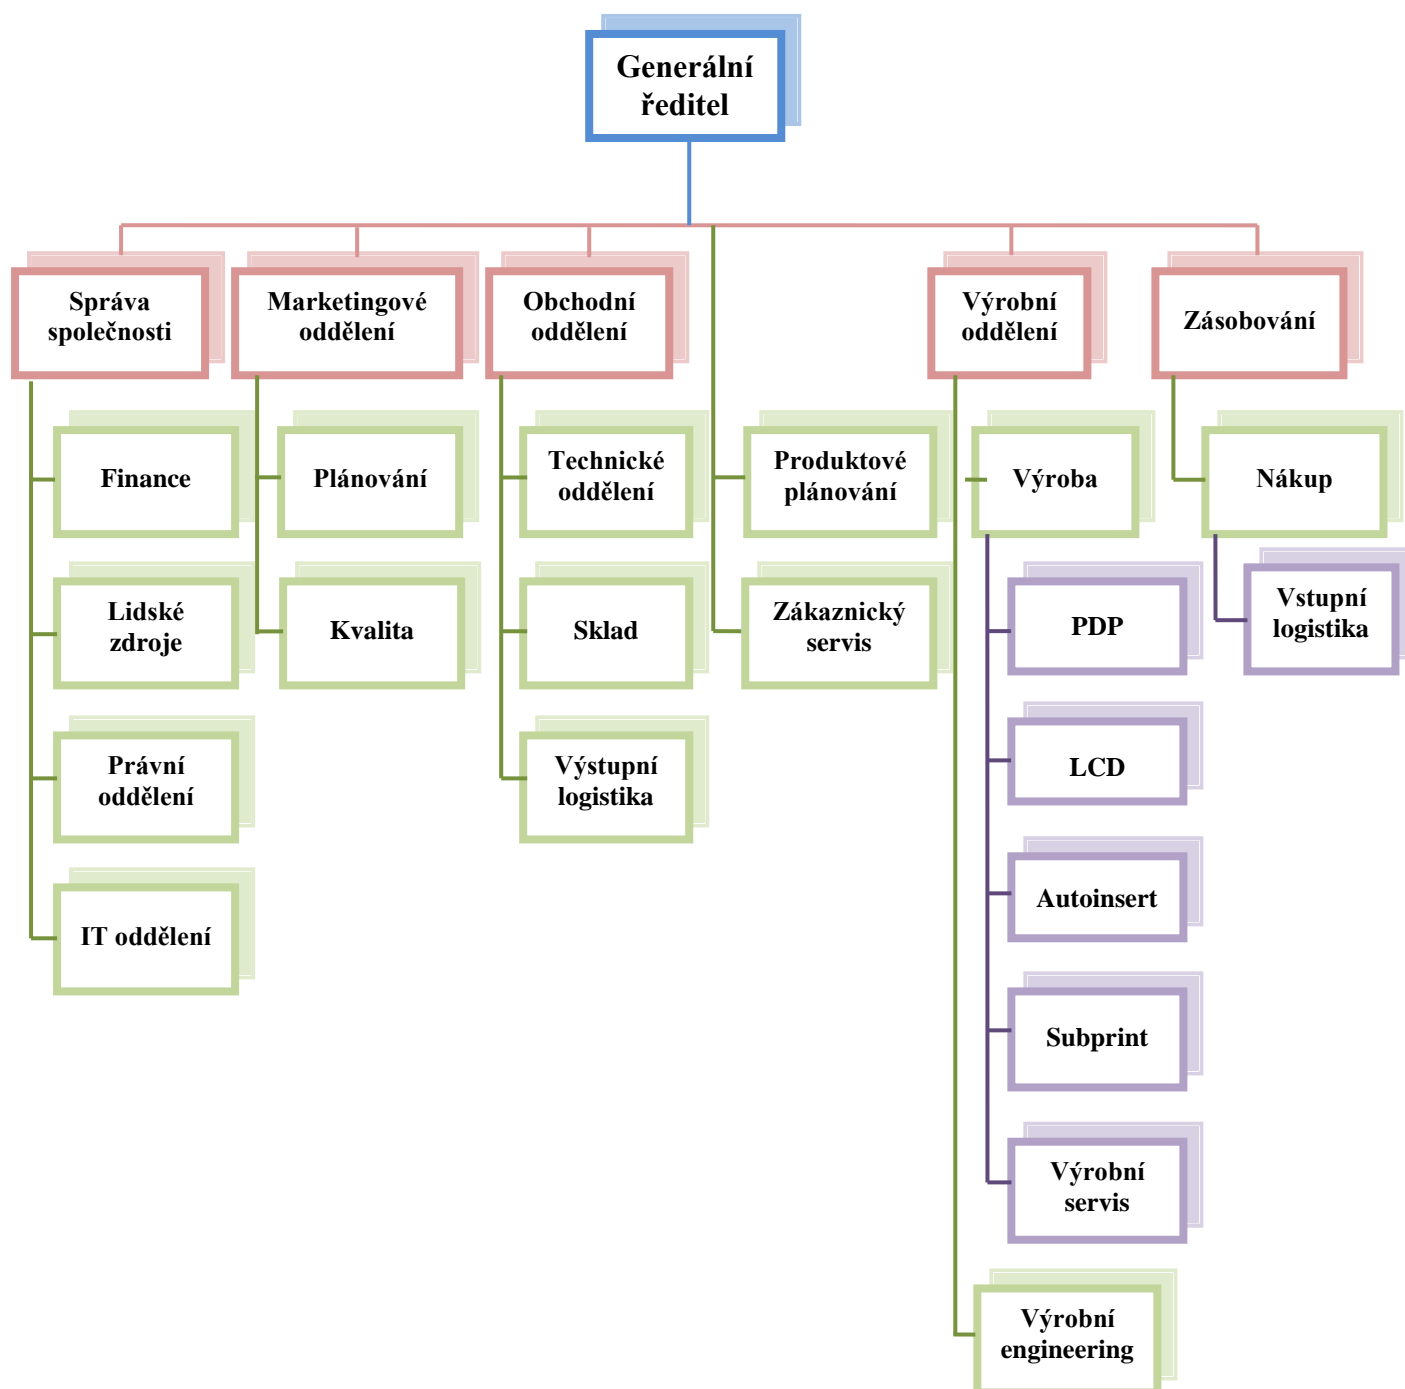 Generální
ředitel
Správa
společnosti
Marketingové
oddělení
Obchodní
oddělení
Výrobní
oddělení
Zásobování
Finance
Plánování
Technické
oddělení
Produktové
plánování
Výroba
Nákup
Lidské
zdroje
Kvalita
Sklad
Zákaznický
servis
PDP
Vstupní
logistika
Právní
oddělení
Výstupní
logistika
LCD
Autoinsert
IT oddělení
Subprint
Výrobní
servis
Výrobní
engineering